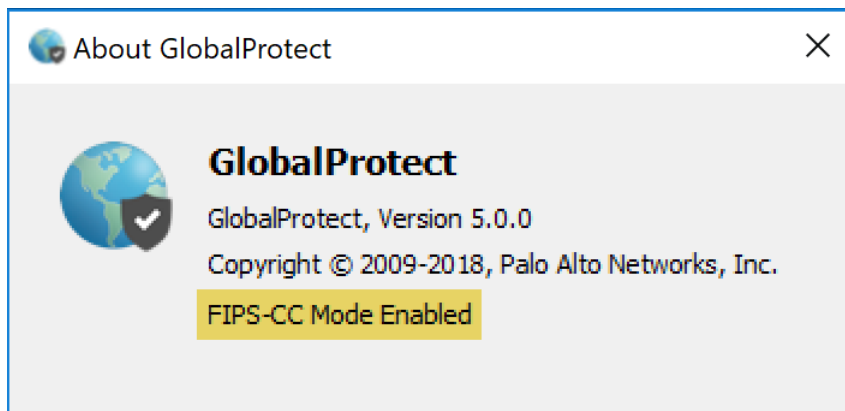 About GlobalProtect
GlobalProtect
GlobalProtect, Version 5.0.0
Copyright © 2009-2018, Palo Alto Networks, Inc.
FIPS-CC Mode Enabled